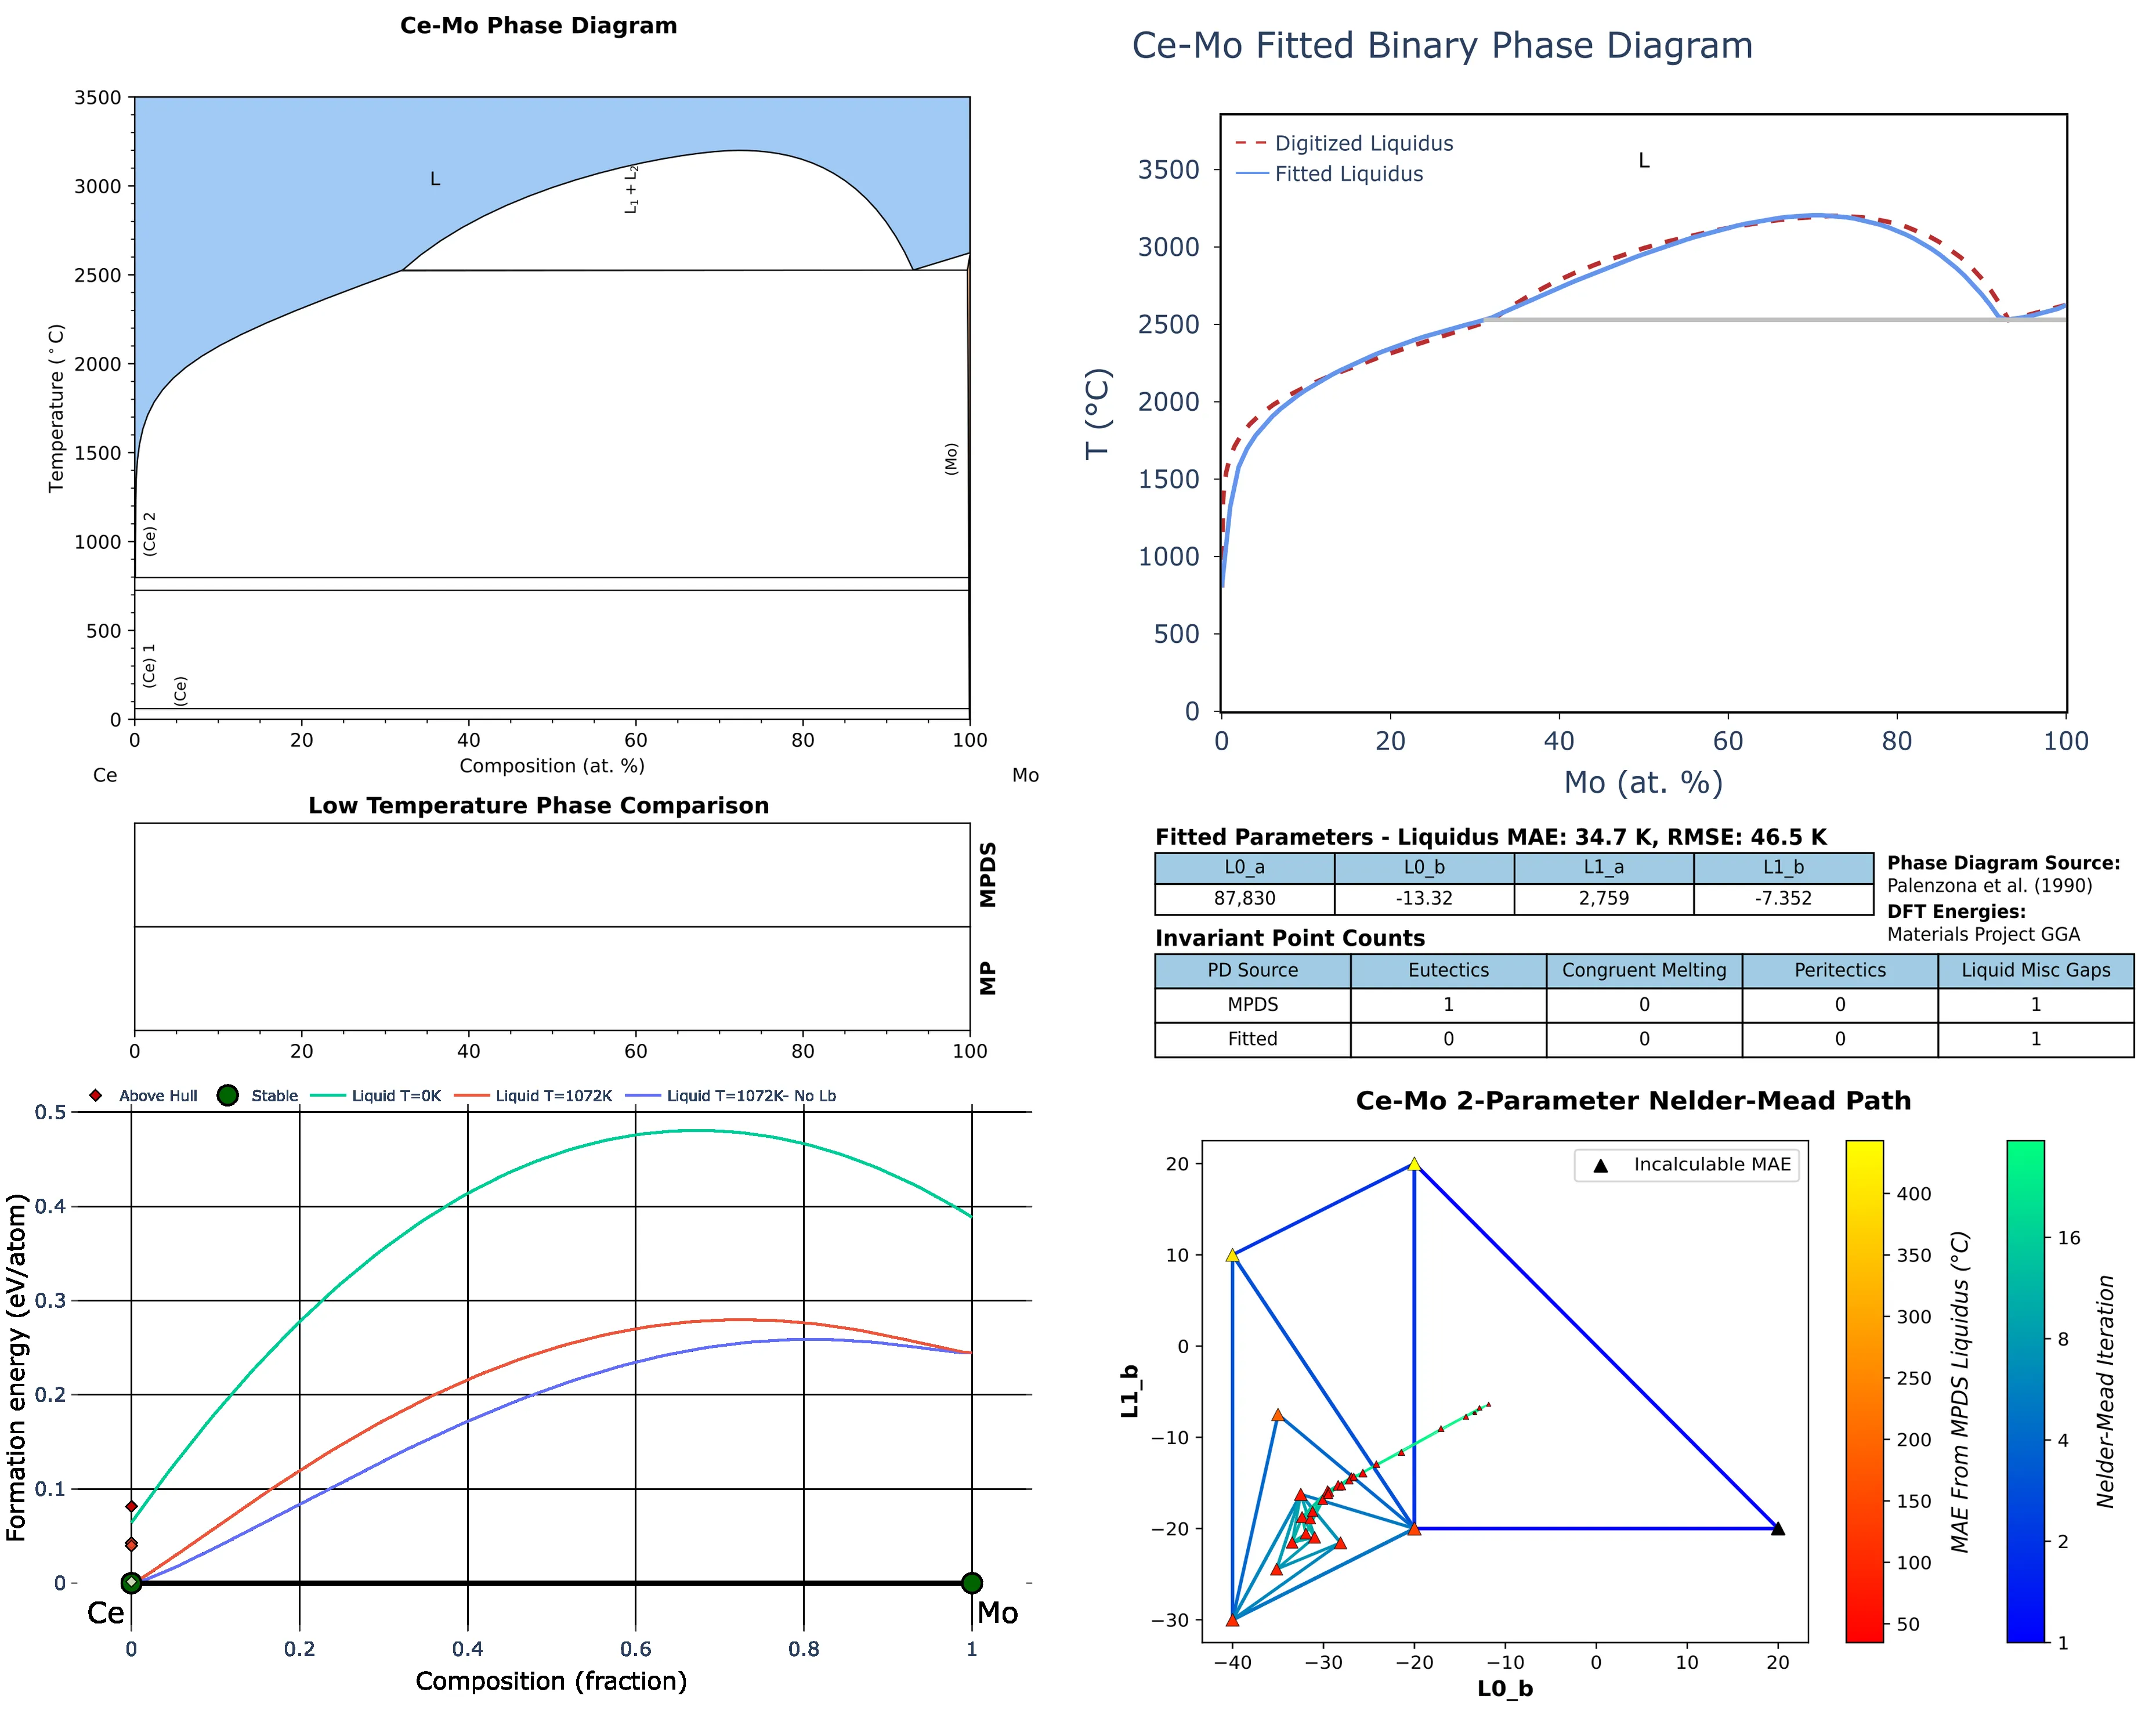 Ce-Mo Phase Diagram
3500
3000
2500
2000
1500
1000
500
0
Temperature (°C)
L
L₁ + L₂
(Mo)
(Ce) 2
(Ce) 1
(Ce)
0 20 40 60 80 100
Composition (at. %)
Ce Mo
Low Temperature Phase Comparison
MPDS
MP
0 20 40 60 80 100
Above Hull Stable Liquid T=0K Liquid T=1072K Liquid T=1072K- No Lb
0.5
0.4
0.3
0.2
0.1
0
Formation energy (eV/atom)
Ce Mo
0 0.2 0.4 0.6 0.8 1
Composition (fraction)
Ce-Mo Fitted Binary Phase Diagram
Digitized Liquidus
Fitted Liquidus
L
3500
3000
2500
2000
1500
1000
500
0
T (°C)
0 20 40 60 80 100
Mo (at. %)
Fitted Parameters - Liquidus MAE: 34.7 K, RMSE: 46.5 K
L0_a L0_b L1_a L1_b
87,830 -13.32 2,759 -7.352
Phase Diagram Source:
Palenzona et al. (1990)
DFT Energies:
Materials Project GGA
Invariant Point Counts
PD Source Eutectics Congruent Melting Peritectics Liquid Misc Gaps
MPDS 1 0 0 1
Fitted 0 0 0 1
Ce-Mo 2-Parameter Nelder-Mead Path
Incalculable MAE
20
10
0
−10
−20
−30
L1_b
−40 −30 −20 −10 0 10 20
L0_b
400
350
300
250
200
150
100
50
MAE From MPDS Liquidus (°C)
16
8
4
2
1
Nelder-Mead Iteration